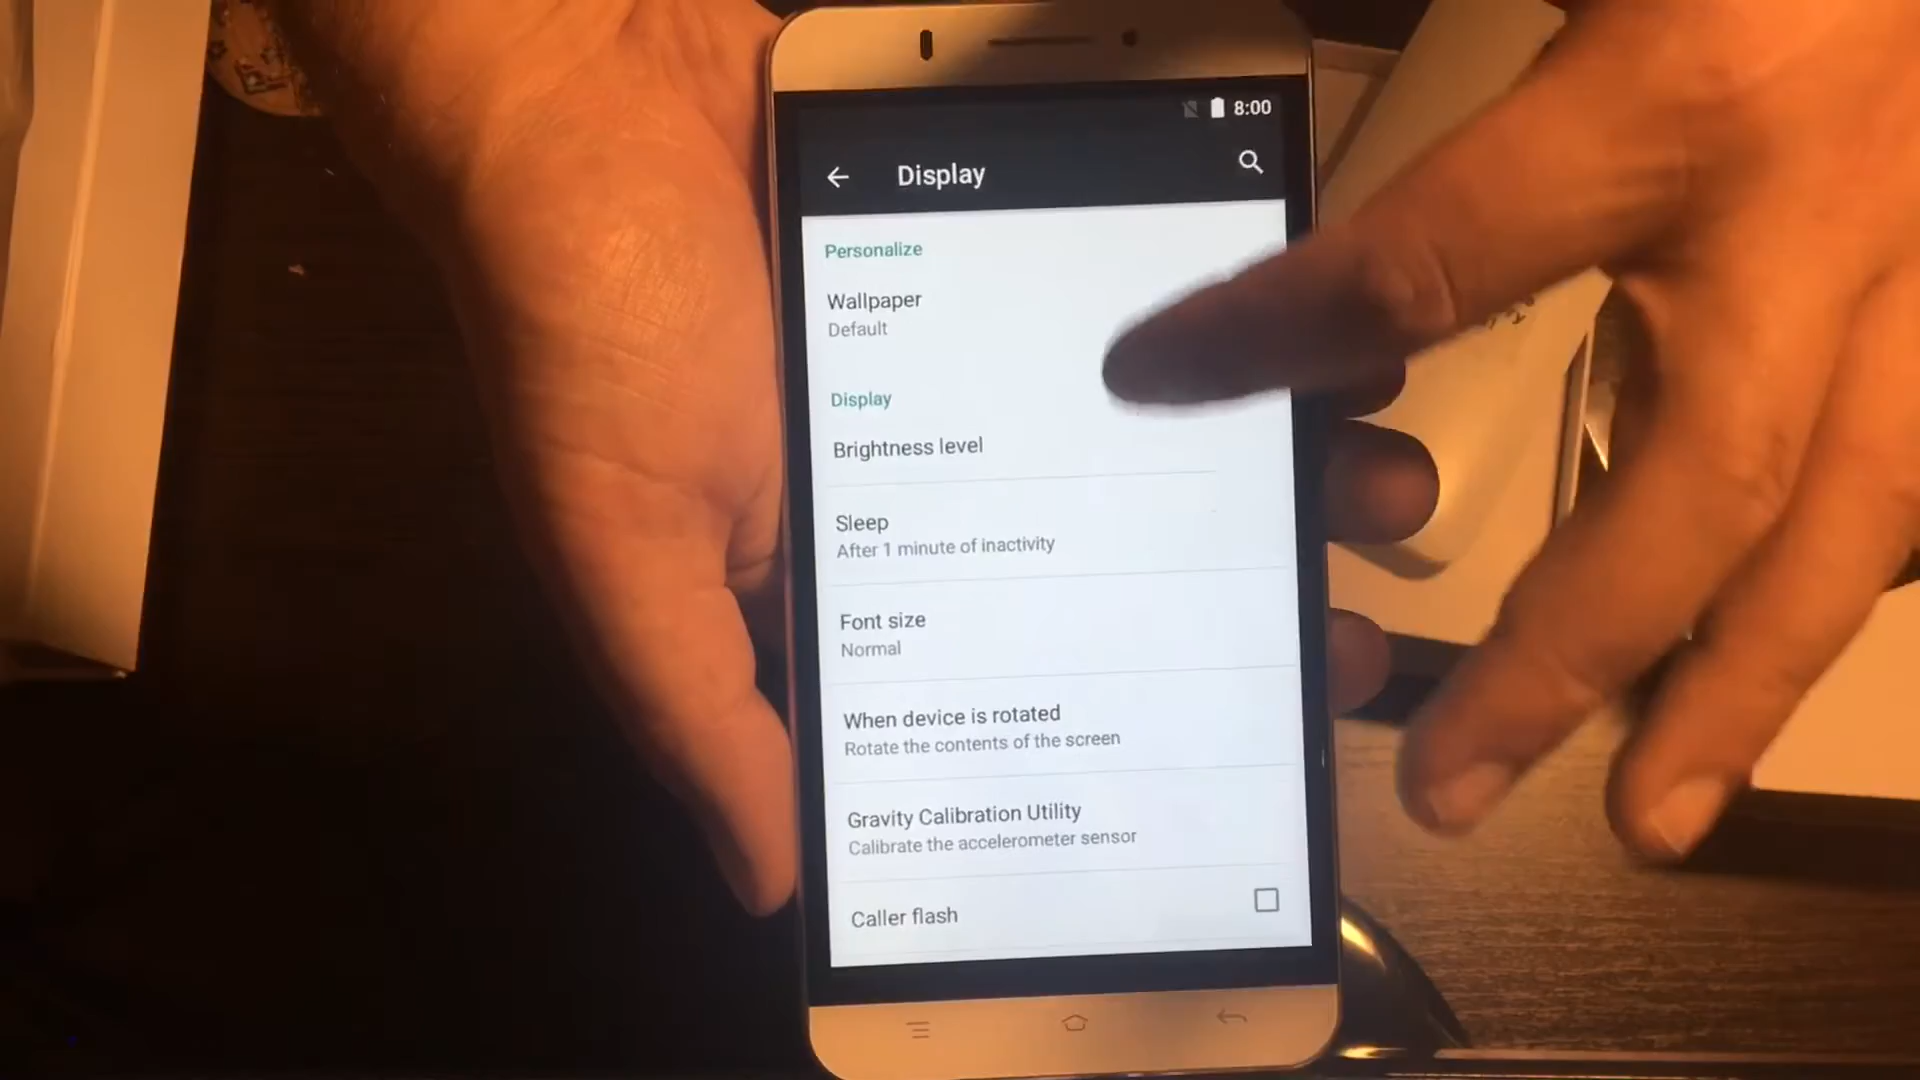 8:00
Display
Personalize
Wallpaper
Default
Display
Brightness level
Sleep
After 1 minute of inactivity
Font size
Normal
When device is rotated
Rotate the contents of the screen
Gravity Calibration Utility
Calibrate the accelerometer sensor
Caller flash